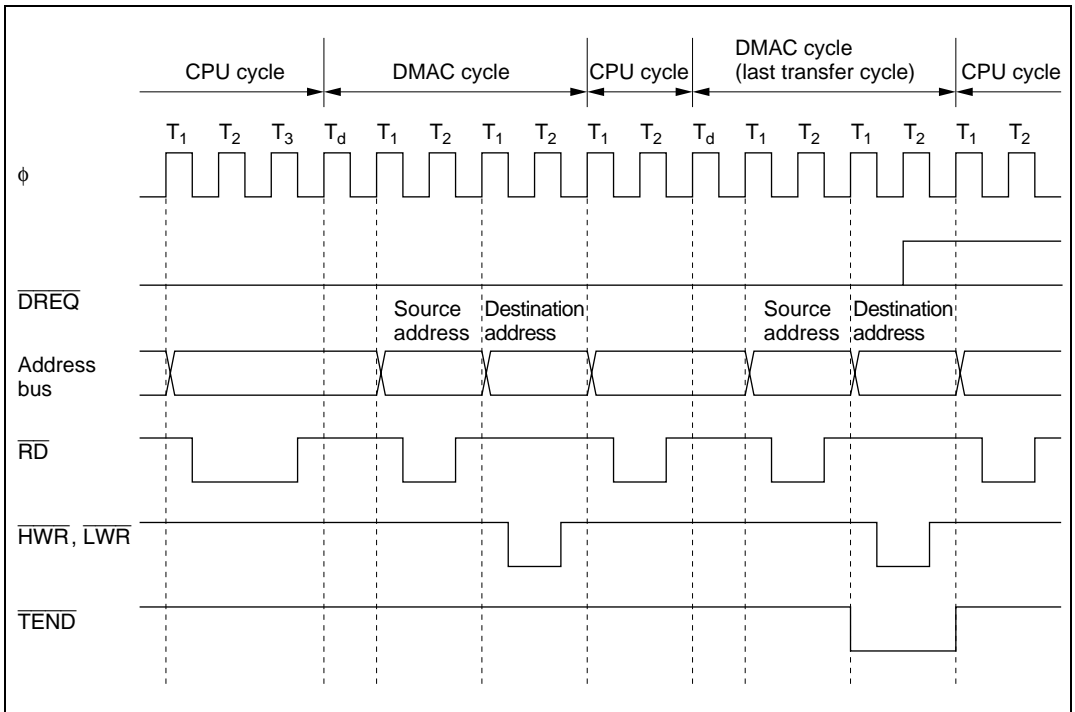 DMAC cycle
(last transfer cycle)
CPU cycle DMAC cycle CPU cycle CPU cycle
T1 T2 T3 Td T1 T2 T1 T2 T1 T2 Td T1 T2 T1 T2 T1 T2
φ
DREQ
Source address Destination address Source address Destination address
Address
bus
RD
HWR, LWR
TEND